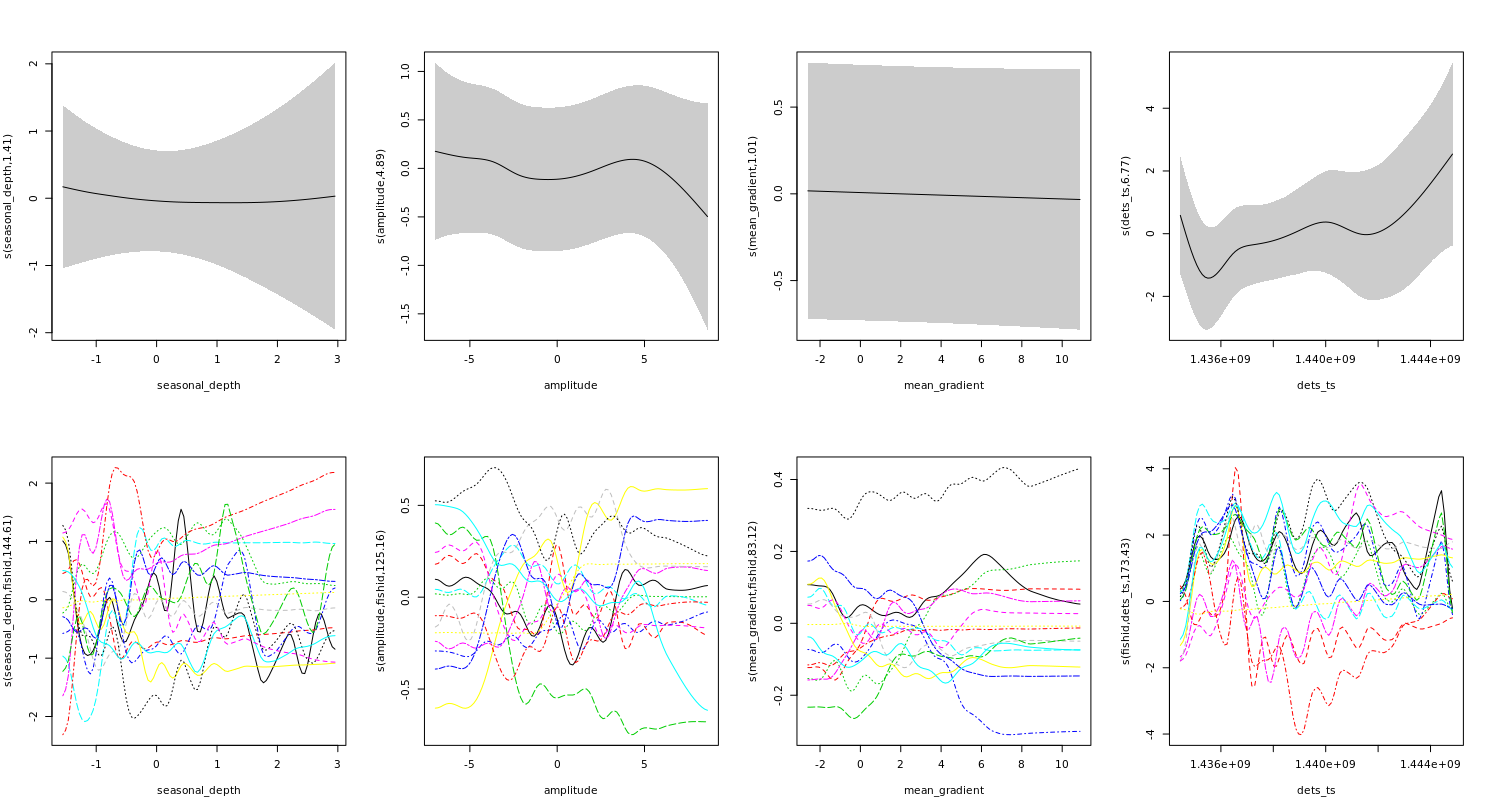 s(seasonal_depth,1.41)
2
1
0
-1
-2
-1 0 1 2 3
seasonal_depth
s(amplitude,4.89)
1.0
0.5
0.0
-0.5
-1.0
-1.5
-5 0 5
amplitude
s(mean_gradient,1.01)
0.5
0.0
-0.5
-2 0 2 4 6 8 10
mean_gradient
s(dets_ts,6.77)
4
2
0
-2
1.436e+09 1.440e+09 1.444e+09
dets_ts
s(seasonal_depth,fishid,144.61)
2
1
0
-1
-2
-1 0 1 2 3
seasonal_depth
s(amplitude,fishid,125.16)
0.5
0.0
-0.5
-5 0 5
amplitude
s(mean_gradient,fishid,83.12)
0.4
0.2
0.0
-0.2
-2 0 2 4 6 8 10
mean_gradient
s(fishid,dets_ts,173.43)
4
2
0
-2
-4
1.436e+09 1.440e+09 1.444e+09
dets_ts